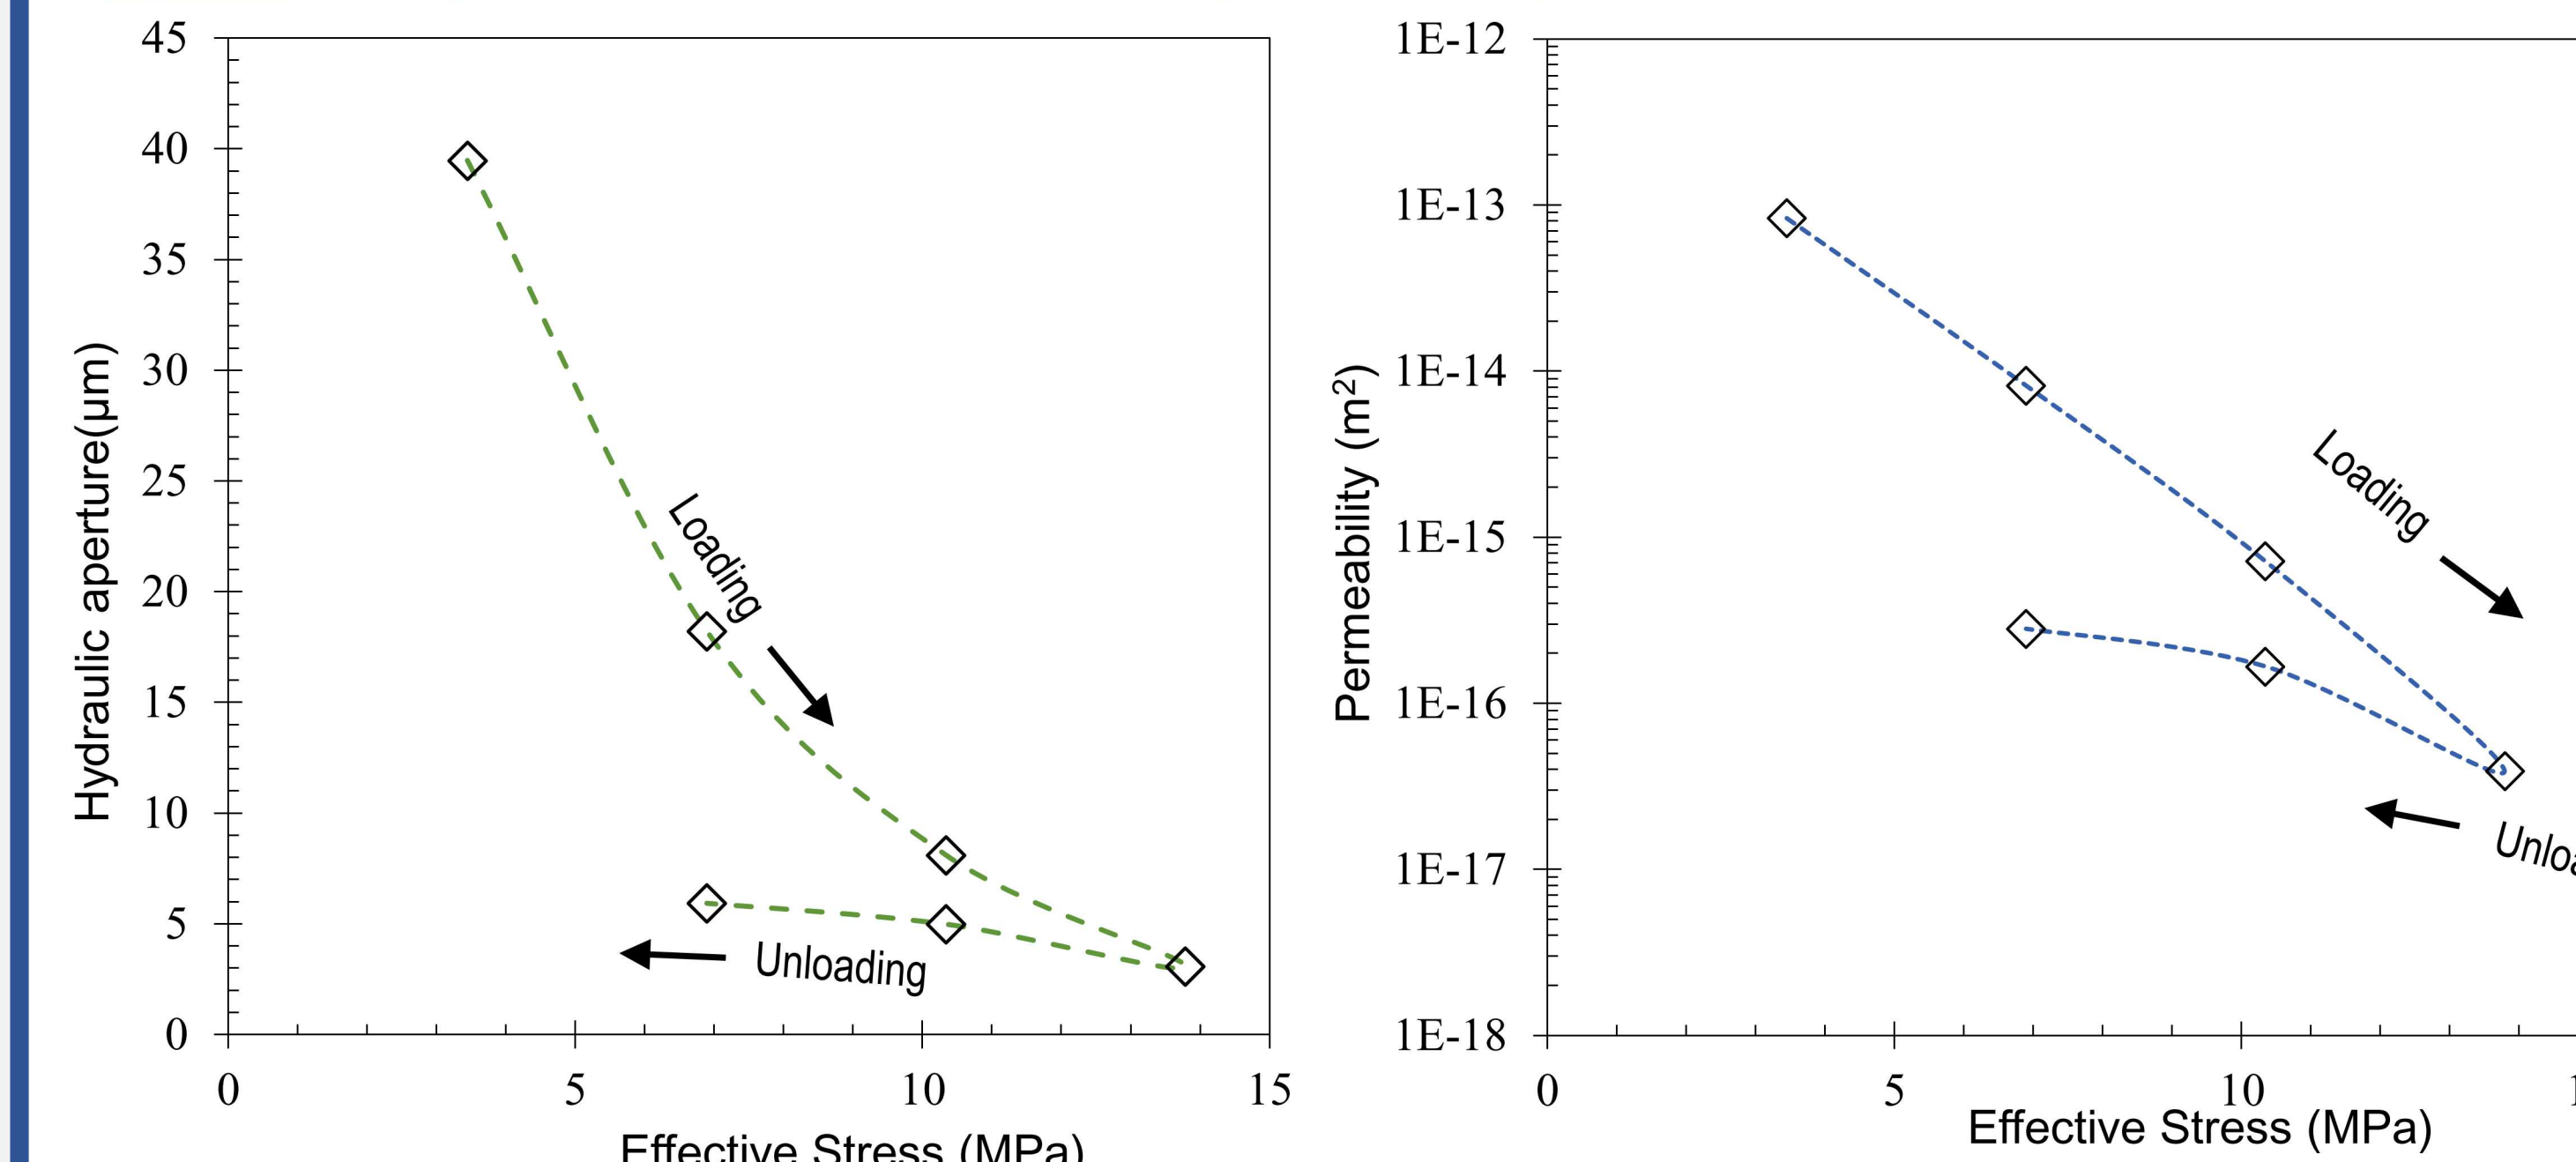 45
40
35
30
25
20
15
10
5
0
Hydraulic aperture(μm)
Loading
Unloading
0 5 10 15
Effective Stress (MPa)
1E-12
1E-13
1E-14
1E-15
1E-16
1E-17
1E-18
Permeability (m²)
Loading
0 5 10
Effective Stress (MPa)